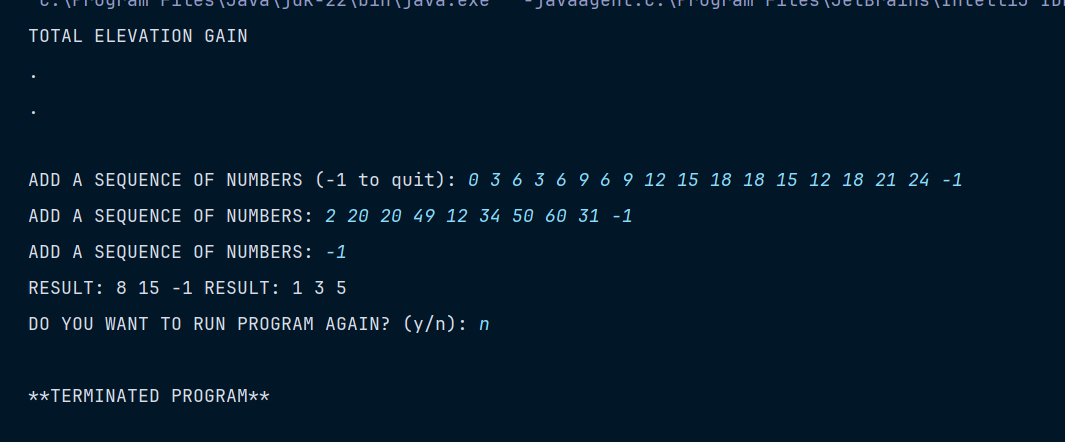 "C:\Program Files\Java\jdk-22\bin\java.exe" "-javaagent:C:\Program Files\JetBrains\IntelliJ
TOTAL ELEVATION GAIN
.
.
ADD A SEQUENCE OF NUMBERS (-1 to quit): 0 3 6 3 6 9 6 9 12 15 18 18 15 12 18 21 24 -1
ADD A SEQUENCE OF NUMBERS: 2 20 20 49 12 34 50 60 31 -1
ADD A SEQUENCE OF NUMBERS: -1
RESULT: 8 15 -1 RESULT: 1 3 5
DO YOU WANT TO RUN PROGRAM AGAIN? (y/n): n
**TERMINATED PROGRAM**